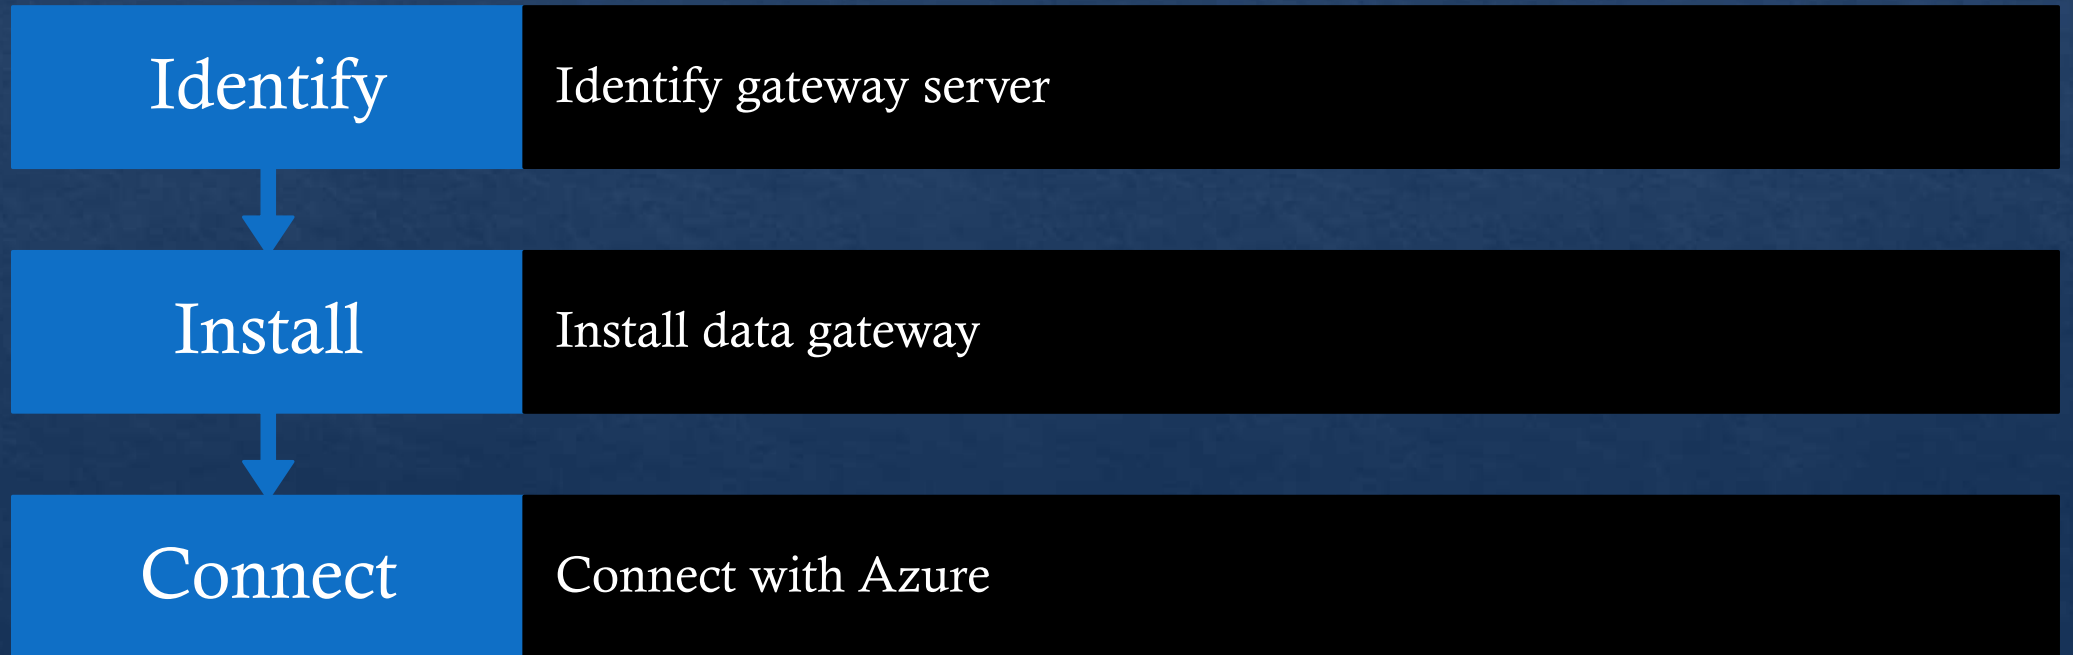 Identify
Identify gateway server
Install
Install data gateway
Connect
Connect with Azure